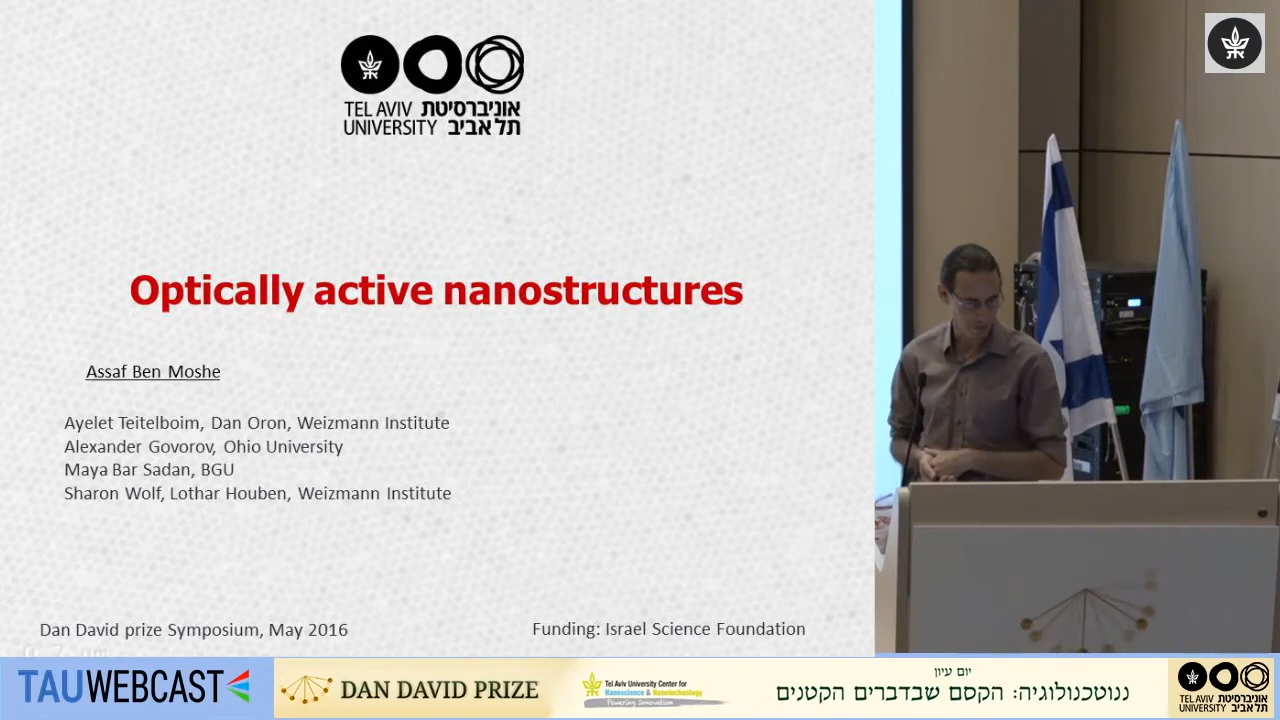 TEL AVIV אוניברסיטת
UNIVERSITY תל אביב
Optically active nanostructures
Assaf Ben Moshe
Ayelet Teitelboim, Dan Oron, Weizmann Institute
Alexander Govorov, Ohio University
Maya Bar Sadan, BGU
Sharon Wolf, Lothar Houben, Weizmann Institute
Dan David prize Symposium, May 2016
Funding: Israel Science Foundation
TAUWEBCAST
DAN DAVID PRIZE
Tel Aviv University Center for
Nanoscience & Nanotechnology
Powering Innovation
יום עיון
ננוטכנולוגיה: הקסם שבדברים הקטנים
TEL AVIV אוניברסיטת
UNIVERSITY תל אביב